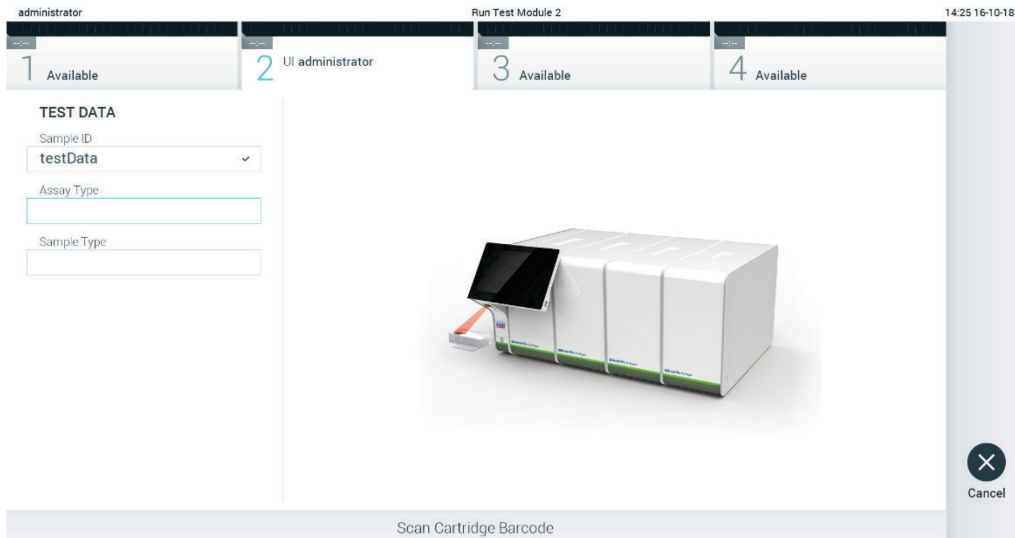 administrator Run Test Module 2 14:25 16-10-18
--:-- --:-- --:-- --:--
1 Available 2 UI administrator 3 Available 4 Available
TEST DATA
Sample ID
testData
Assay Type
Sample Type
Cancel
Scan Cartridge Barcode